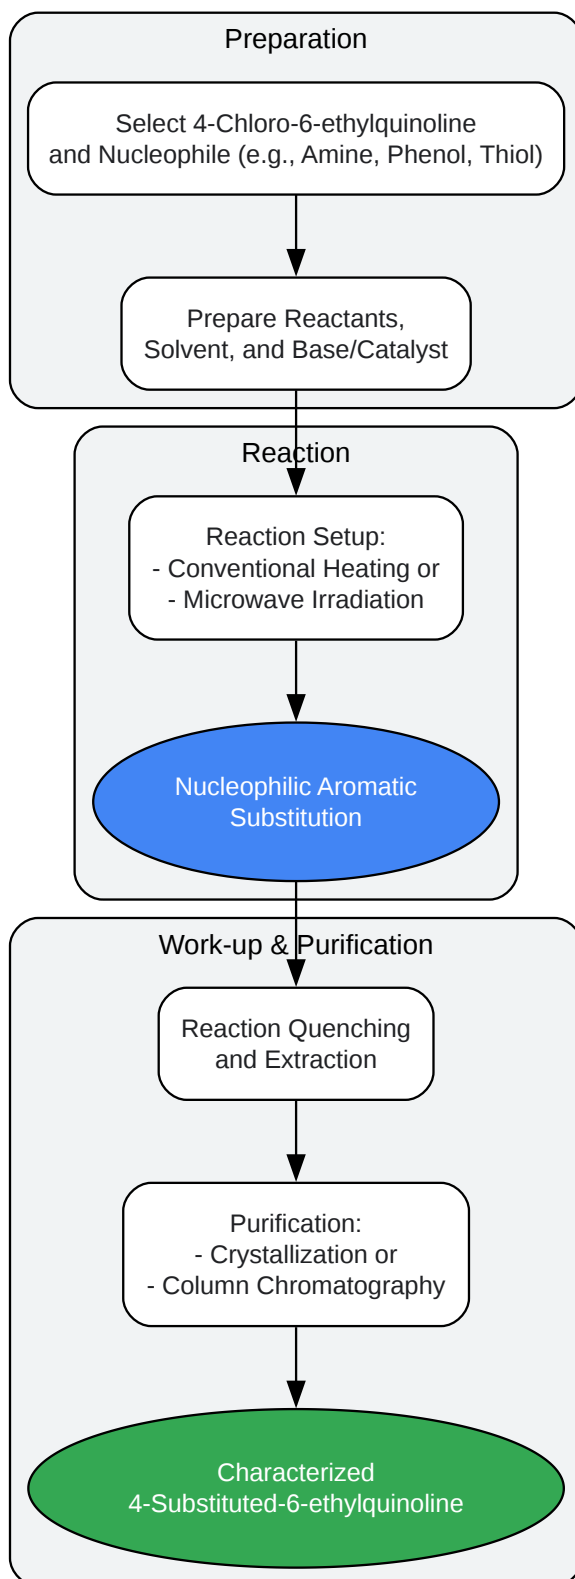 Preparation
Select 4-Chloro-6-ethylquinoline
and Nucleophile (e.g., Amine, Phenol, Thiol)
Prepare Reactants,
Solvent, and Base/Catalyst
Reaction
Reaction Setup:
- Conventional Heating or
- Microwave Irradiation
Nucleophilic Aromatic
Substitution
Work-up & Purification
Reaction Quenching
and Extraction
Purification:
- Crystallization or
- Column Chromatography
Characterized
4-Substituted-6-ethylquinoline